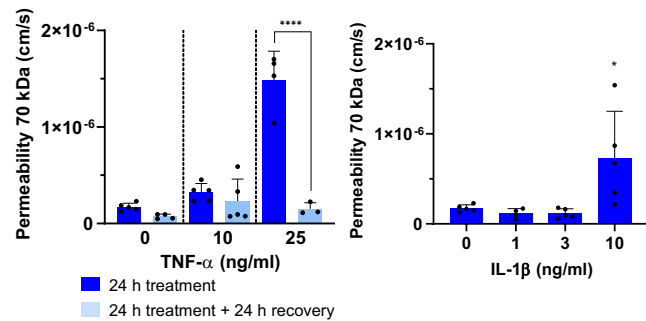 Permeability 70 kDa (cm/s)
2×10⁻⁶
1×10⁻⁶
0
****
0 10 25
TNF-α (ng/ml)
24 h treatment
24 h treatment + 24 h recovery
Permeability 70 kDa (cm/s)
2×10⁻⁶
1×10⁻⁶
0
*
0 1 3 10
IL-1β (ng/ml)